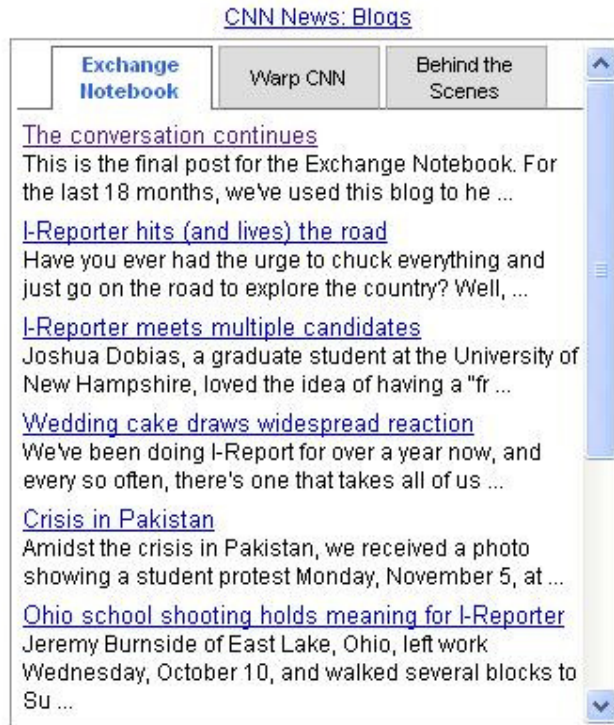 CNN News: Blogs
Exchange
Notebook
Warp CNN
Behind the
Scenes
The conversation continues
This is the final post for the Exchange Notebook. For
the last 18 months, we've used this blog to he ...
I-Reporter hits (and lives) the road
Have you ever had the urge to chuck everything and
just go on the road to explore the country? Well, ...
I-Reporter meets multiple candidates
Joshua Dobias, a graduate student at the University of
New Hampshire, loved the idea of having a "fr ...
Wedding cake draws widespread reaction
We've been doing I-Report for over a year now, and
every so often, there's one that takes all of us ...
Crisis in Pakistan
Amidst the crisis in Pakistan, we received a photo
showing a student protest Monday, November 5, at ...
Ohio school shooting holds meaning for I-Reporter
Jeremy Burnside of East Lake, Ohio, left work
Wednesday, October 10, and walked several blocks to
Su ...